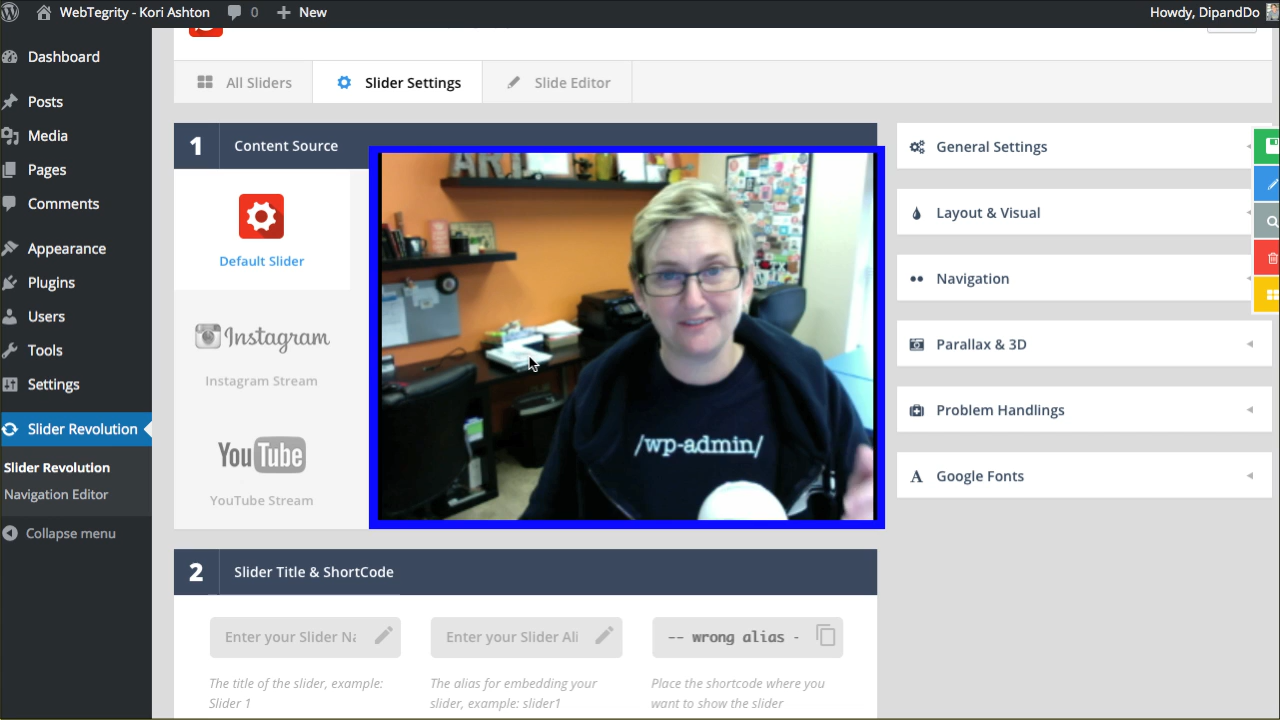 WebTegrity - Kori Ashton
0
New
Howdy, DipandDo
Dashboard
Posts
Media
Pages
Comments
Appearance
Plugins
Users
Tools
Settings
Slider Revolution
Slider Revolution
Navigation Editor
Collapse menu
All Sliders
Slider Settings
Slide Editor
1
Content Source
Default Slider
Instagram
Instagram Stream
YouTube
YouTube Stream
ART
/wp-admin/
General Settings
Layout & Visual
Navigation
Parallax & 3D
Problem Handlings
Google Fonts
2
Slider Title & ShortCode
Enter your Slider Na
Enter your Slider Ali
-- wrong alias -
The title of the slider, example:
Slider 1
The alias for embedding your
slider, example: slider1
Place the shortcode where you
want to show the slider